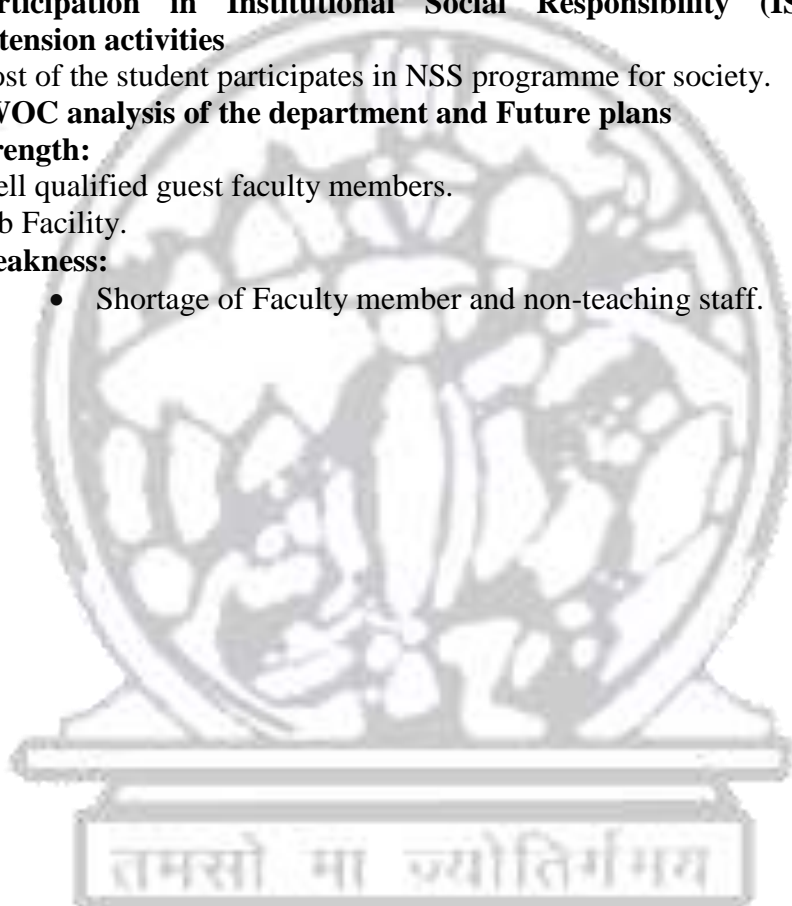 articipation in Institutional Social Responsibility (IS
tension activities
ost of the student participates in NSS programme for society.
WOC analysis of the department and Future plans
rength:
ell qualified guest faculty members.
b Facility.
eakness:
• Shortage of Faculty member and non-teaching staff.
तमसो मा ज्योतिर्गमय